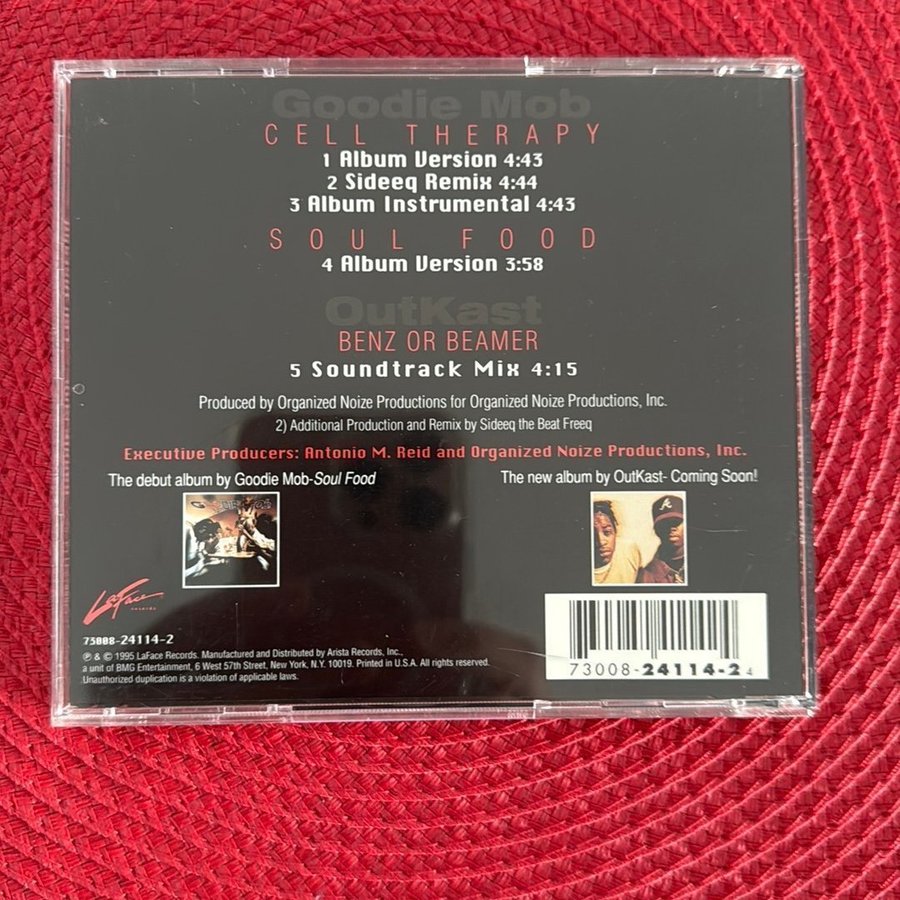 Goodie Mob
CELL THERAPY
1 Album Version 4:43
2 Sideeq Remix 4:44
3 Album Instrumental 4:43
SOUL FOOD
4 Album Version 3:58
OutKast
BENZ OR BEAMER
5 Soundtrack Mix 4:15
Produced by Organized Noize Productions for Organized Noize Productions, Inc.
2) Additional Production and Remix by Sideeq the Beat Freeq
Executive Producers: Antonio M. Reid and Organized Noize Productions, Inc.
The debut album by Goodie Mob-Soul Food
The new album by OutKast- Coming Soon!
LaFace
records
73008-24114-2
℗ & © 1995 LaFace Records. Manufactured and Distributed by Arista Records, Inc.,
a unit of BMG Entertainment, 6 West 57th Street, New York, N.Y. 10019. Printed in U.S.A. All rights reserved.
Unauthorized duplication is a violation of applicable laws.
73008-24114-2 4